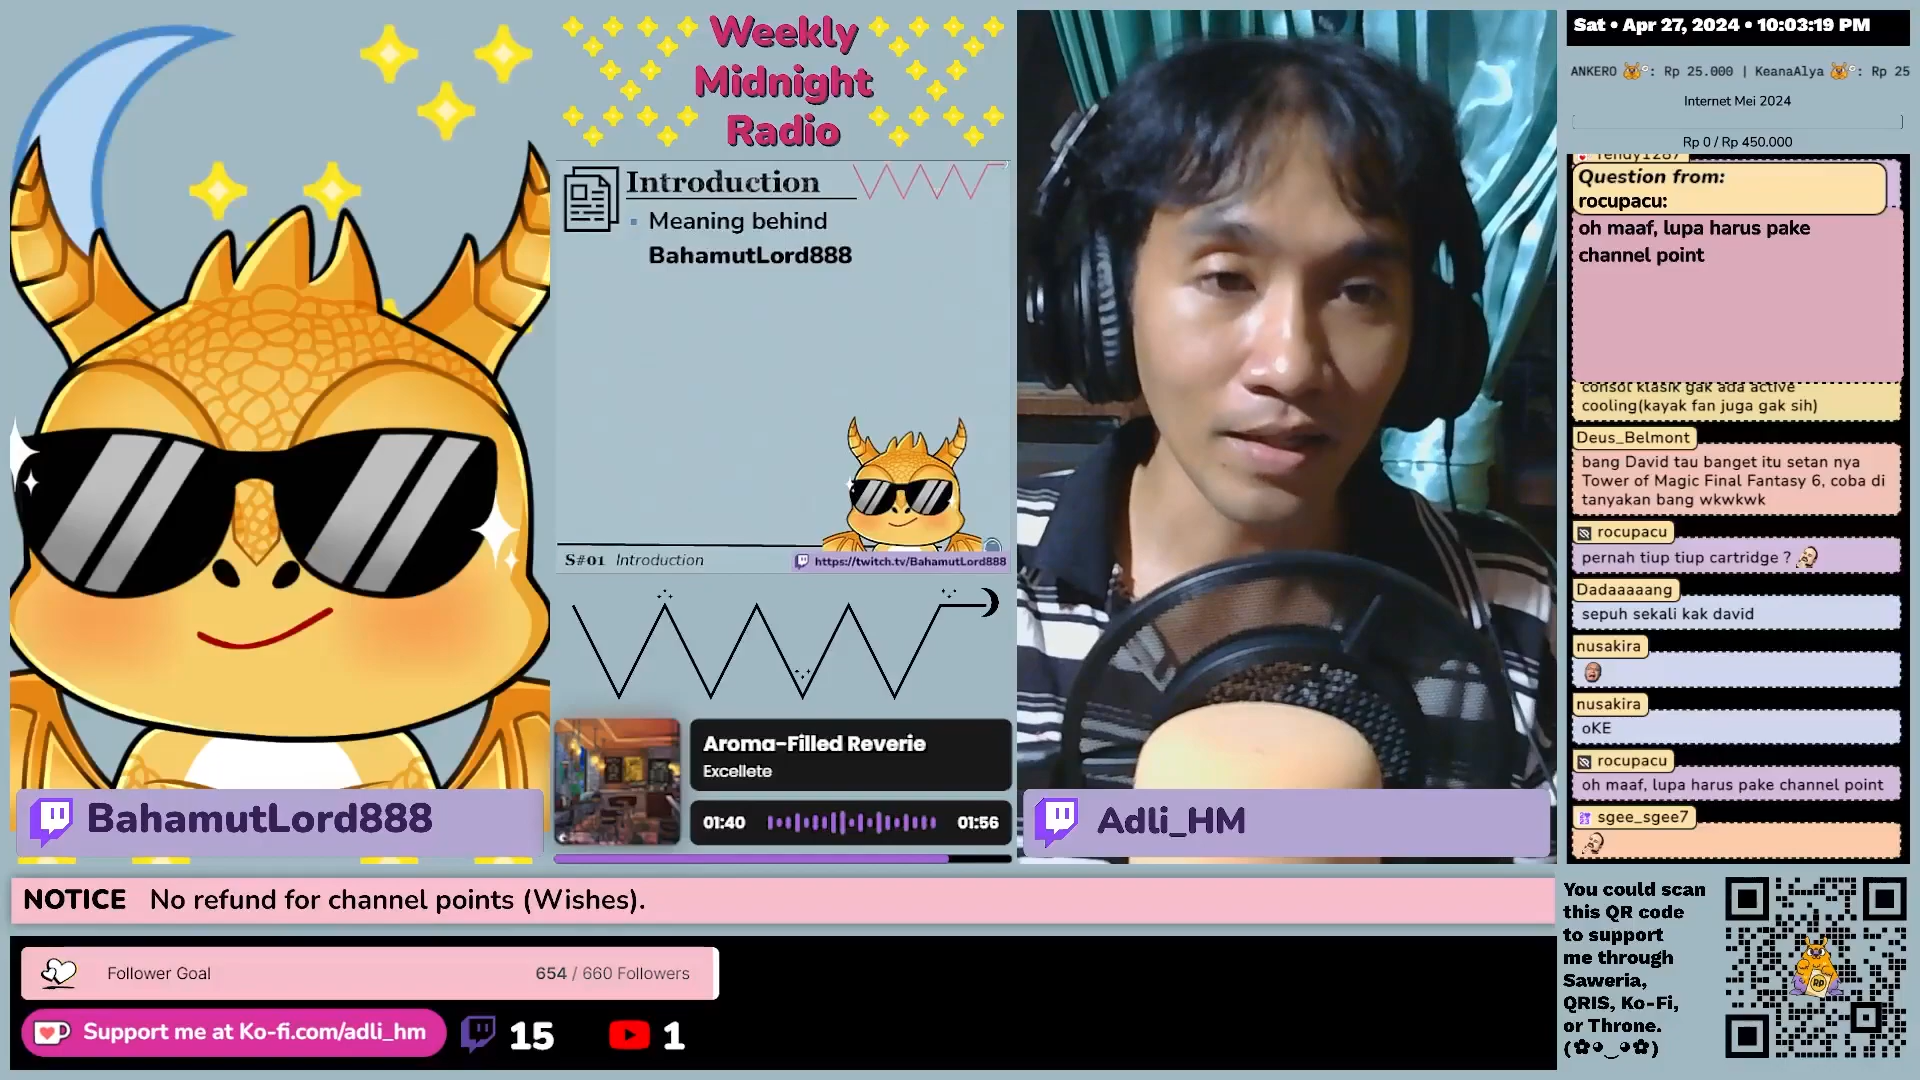 Weekly
Midnight
Radio
Introduction
Meaning behind
BahamutLord888
S#01 Introduction
https://twitch.tv/BahamutLord888
Aroma-Filled Reverie
Excellete
01:40
01:56
BahamutLord888
Adli_HM
Sat • Apr 27, 2024 • 10:03:19 PM
ANKERO : Rp 25.000 | KeanaAlya : Rp 25
Internet Mei 2024
Rp 0 / Rp 450.000
Question from:
rocupacu:
oh maaf, lupa harus pake
channel point
consol klasik gak ada active
cooling(kayak fan juga gak sih)
Deus_Belmont
bang David tau banget itu setan nya
Tower of Magic Final Fantasy 6, coba di
tanyakan bang wkwkwk
rocupacu
pernah tiup tiup cartridge ?
Dadaaaaang
sepuh sekali kak david
nusakira
nusakira
oKE
rocupacu
oh maaf, lupa harus pake channel point
sgee_sgee7
NOTICE No refund for channel points (Wishes).
Follower Goal
654 / 660 Followers
Support me at Ko-fi.com/adli_hm
15
1
You could scan
this QR code
to support
me through
Saweria,
QRIS, Ko-Fi,
or Throne.
(✿◕‿◕✿)
RP